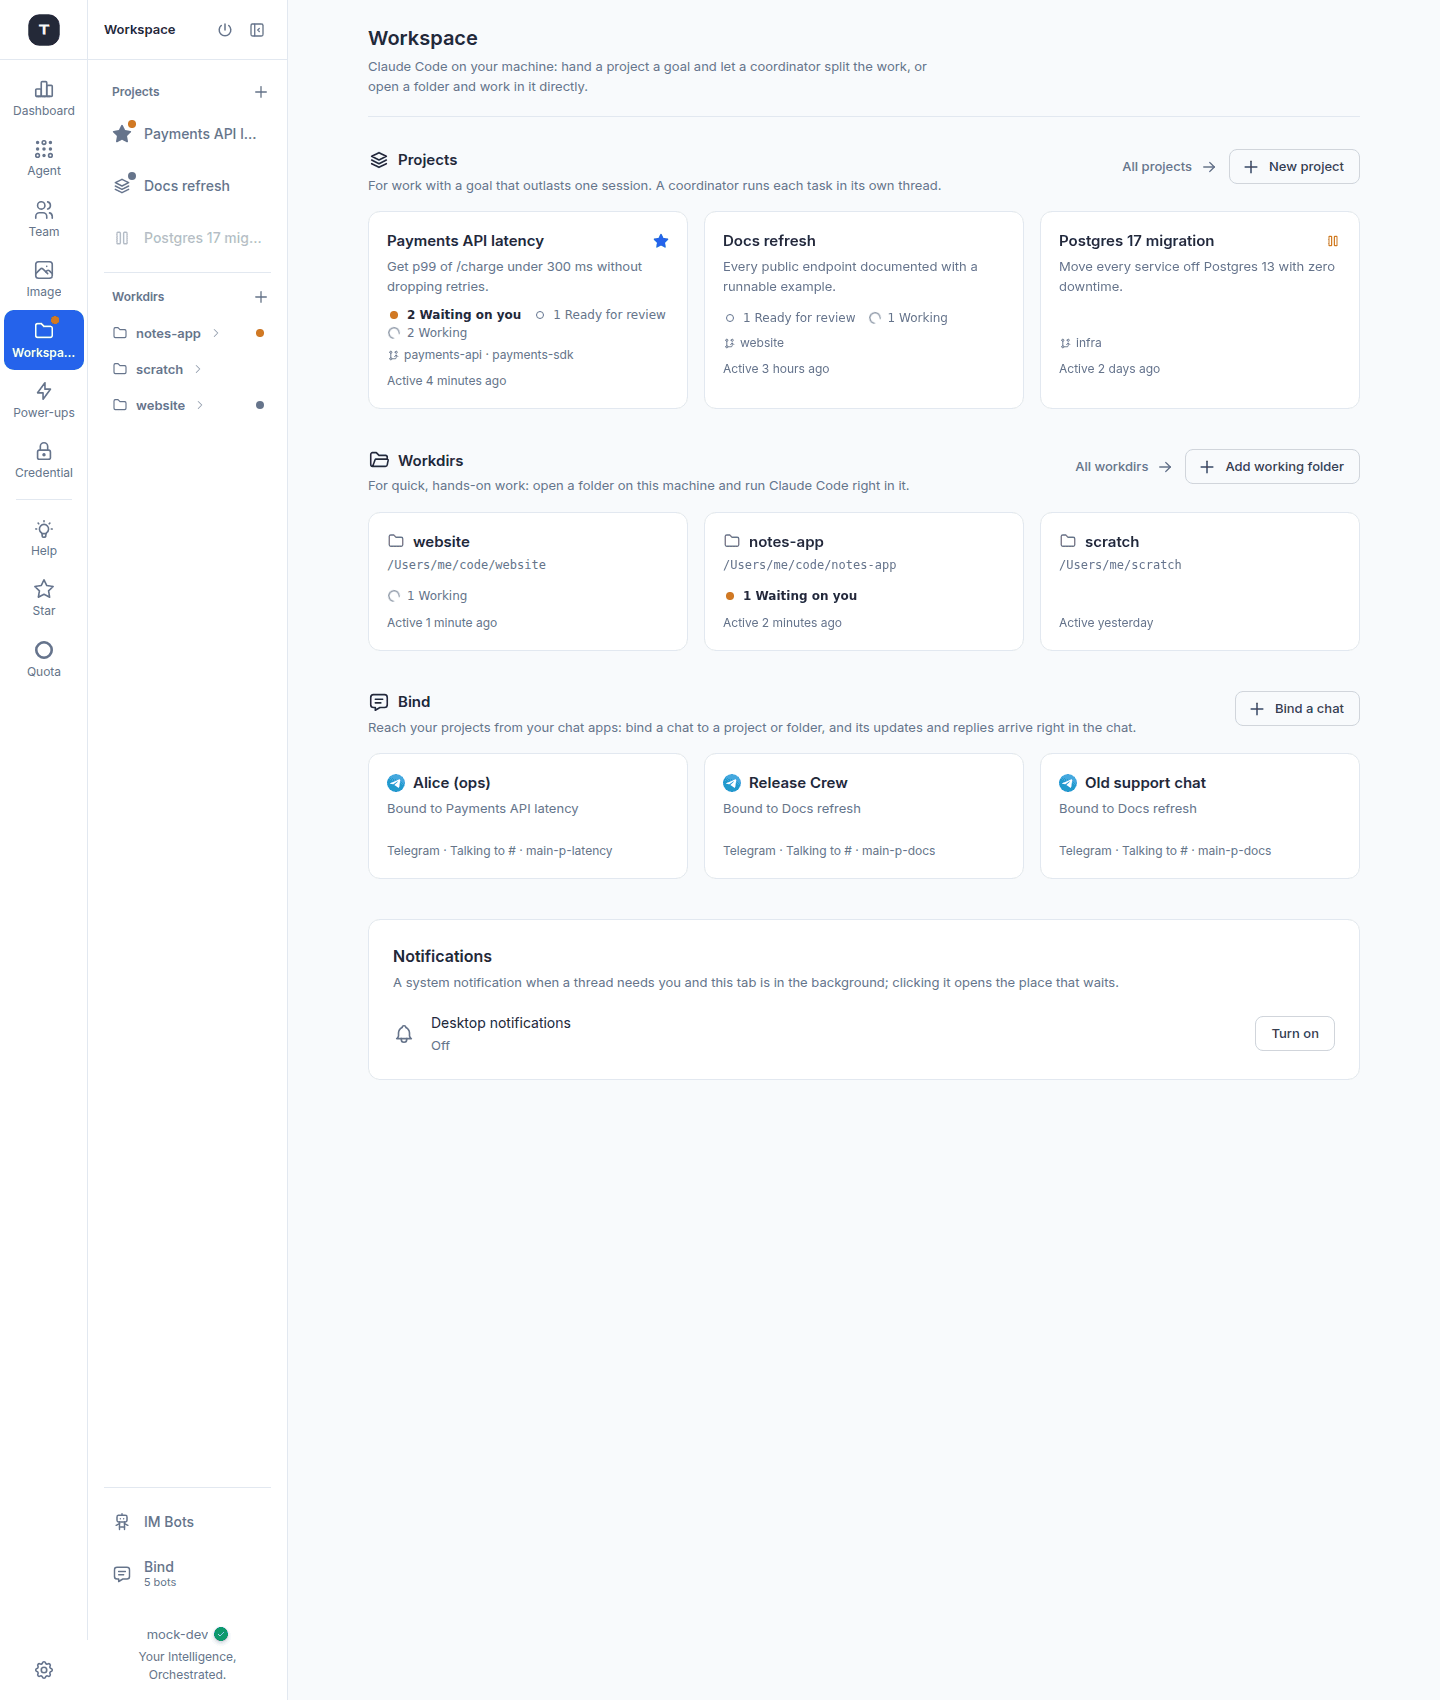 T
Workspace
Dashboard
Agent
Team
Image
Workspa...
Power-ups
Credential
Help
Star
Quota
Projects
Payments API l...
Docs refresh
Postgres 17 mig...
Workdirs
notes-app
scratch
website
IM Bots
Bind
5 bots
mock-dev
Your Intelligence,
Orchestrated.
Workspace
Claude Code on your machine: hand a project a goal and let a coordinator split the work, or
open a folder and work in it directly.
Projects
For work with a goal that outlasts one session. A coordinator runs each task in its own thread.
All projects
New project
Payments API latency
Get p99 of /charge under 300 ms without
dropping retries.
2 Waiting on you 1 Ready for review
2 Working
payments-api · payments-sdk
Active 4 minutes ago
Docs refresh
Every public endpoint documented with a
runnable example.
1 Ready for review 1 Working
website
Active 3 hours ago
Postgres 17 migration
Move every service off Postgres 13 with zero
downtime.
infra
Active 2 days ago
Workdirs
For quick, hands-on work: open a folder on this machine and run Claude Code right in it.
All workdirs
Add working folder
website
/Users/me/code/website
1 Working
Active 1 minute ago
notes-app
/Users/me/code/notes-app
1 Waiting on you
Active 2 minutes ago
scratch
/Users/me/scratch
Active yesterday
Bind
Reach your projects from your chat apps: bind a chat to a project or folder, and its updates and replies arrive right in the chat.
Bind a chat
Alice (ops)
Bound to Payments API latency
Telegram · Talking to # · main-p-latency
Release Crew
Bound to Docs refresh
Telegram · Talking to # · main-p-docs
Old support chat
Bound to Docs refresh
Telegram · Talking to # · main-p-docs
Notifications
A system notification when a thread needs you and this tab is in the background; clicking it opens the place that waits.
Desktop notifications
Off
Turn on